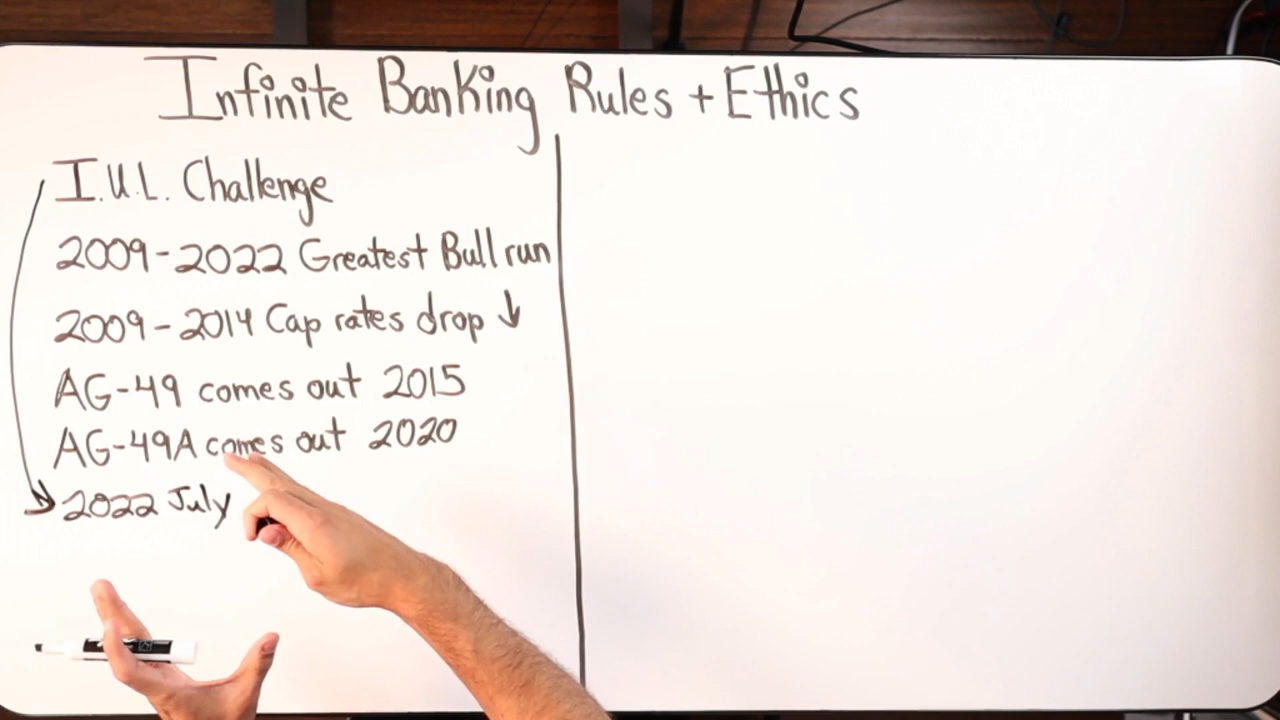 Infinite Banking Rules + Ethics
I.U.L. Challenge
2009-2022 Greatest Bull run
2009-2014 Cap rates drop ↓
AG-49 comes out 2015
AG-49A comes out 2020
2022 July